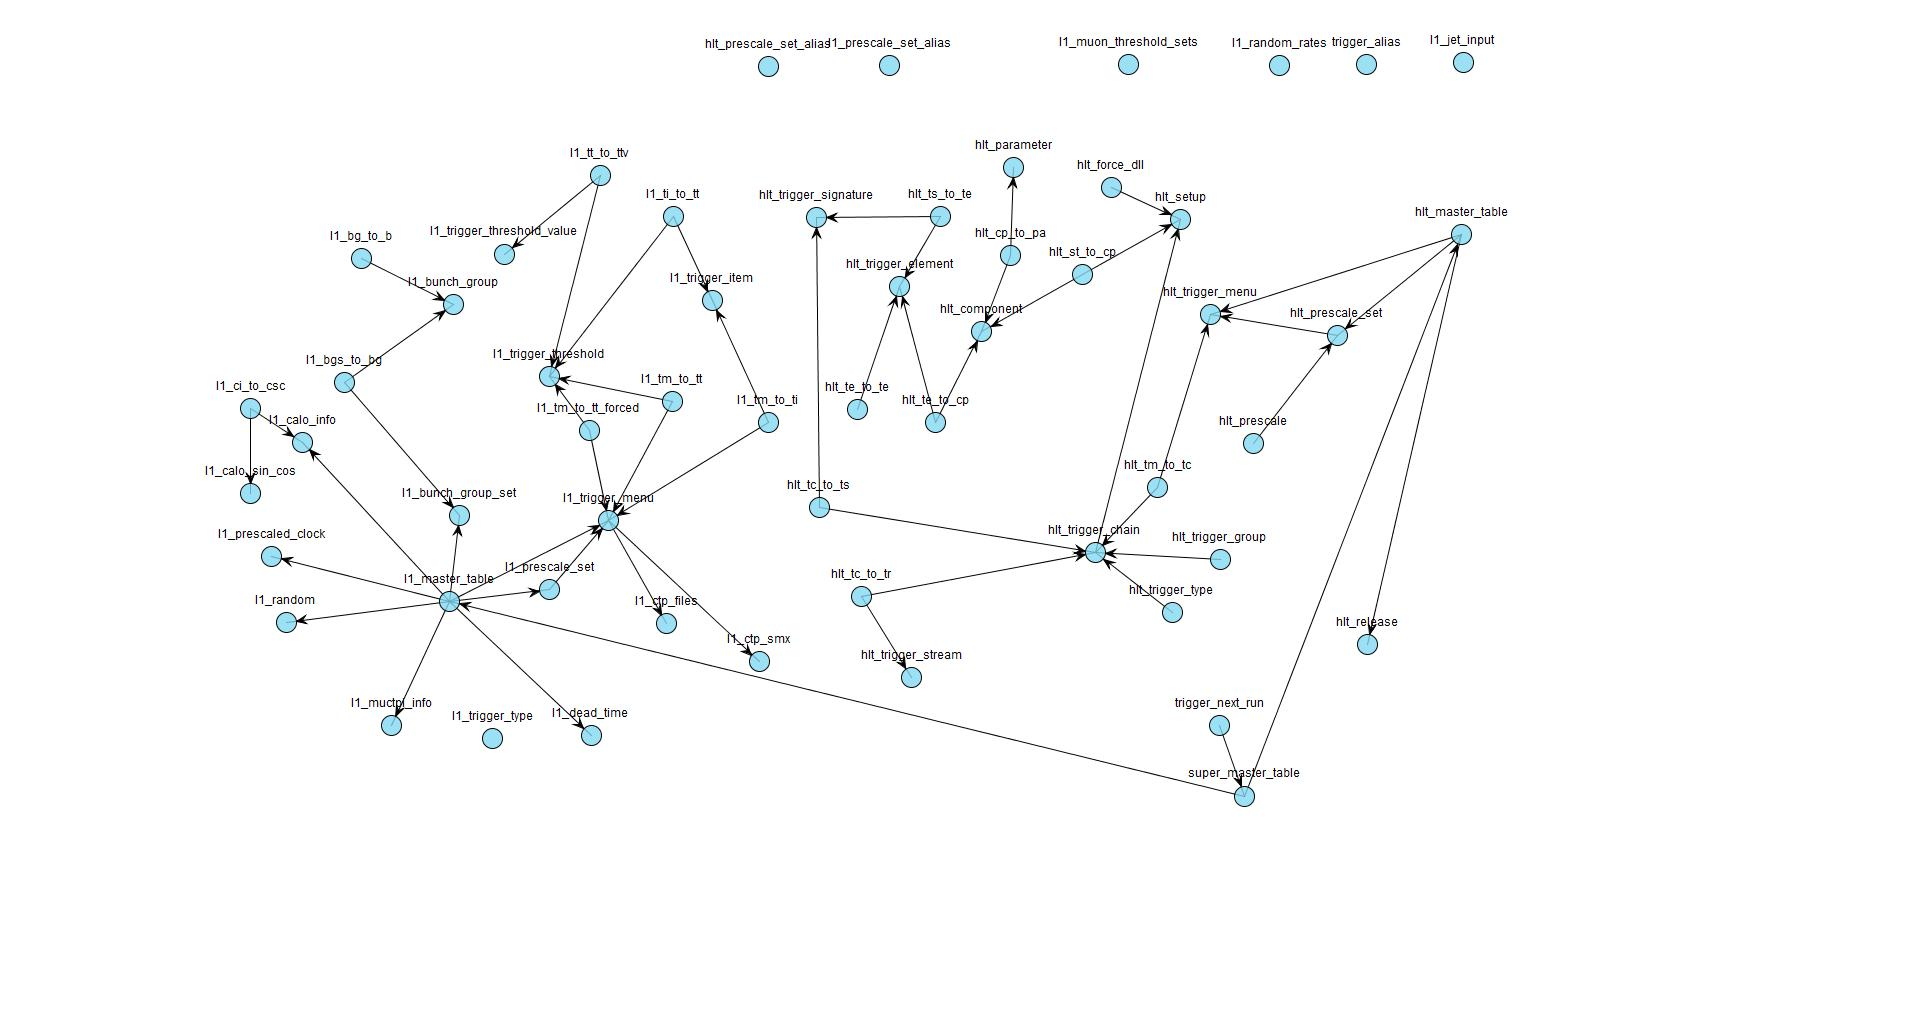 l1_jet_input
l1_muon_threshold_sets
l1_random_rates
trigger_alias
hlt_prescale_set_alias
l1_prescale_set_alias
hlt_parameter
l1_tt_to_ttv
hlt_force_dll
l1_ti_to_tt
hlt_trigger_signature
hlt_ts_to_te
hlt_setup
hlt_master_table
l1_bg_to_b
l1_trigger_threshold_value
hlt_cp_to_pa
hlt_st_to_cp
hlt_trigger_element
l1_bunch_group
l1_trigger_item
hlt_trigger_menu
hlt_component
hlt_prescale_set
l1_bgs_to_bg
l1_trigger_threshold
l1_ci_to_csc
l1_tm_to_tt
hlt_te_to_te
l1_tm_to_tt_forced
l1_tm_to_ti
hlt_te_to_cp
l1_calo_info
hlt_prescale
l1_calo_sin_cos
hlt_tm_to_tc
l1_bunch_group_set
l1_trigger_menu
hlt_tc_to_ts
l1_prescaled_clock
hlt_trigger_chain
hlt_trigger_group
l1_master_table
l1_prescale_set
hlt_tc_to_tr
hlt_trigger_type
l1_random
l1_ctp_files
hlt_release
l1_ctp_smx
hlt_trigger_stream
l1_muctpi_info
l1_trigger_type
l1_dead_time
trigger_next_run
super_master_table